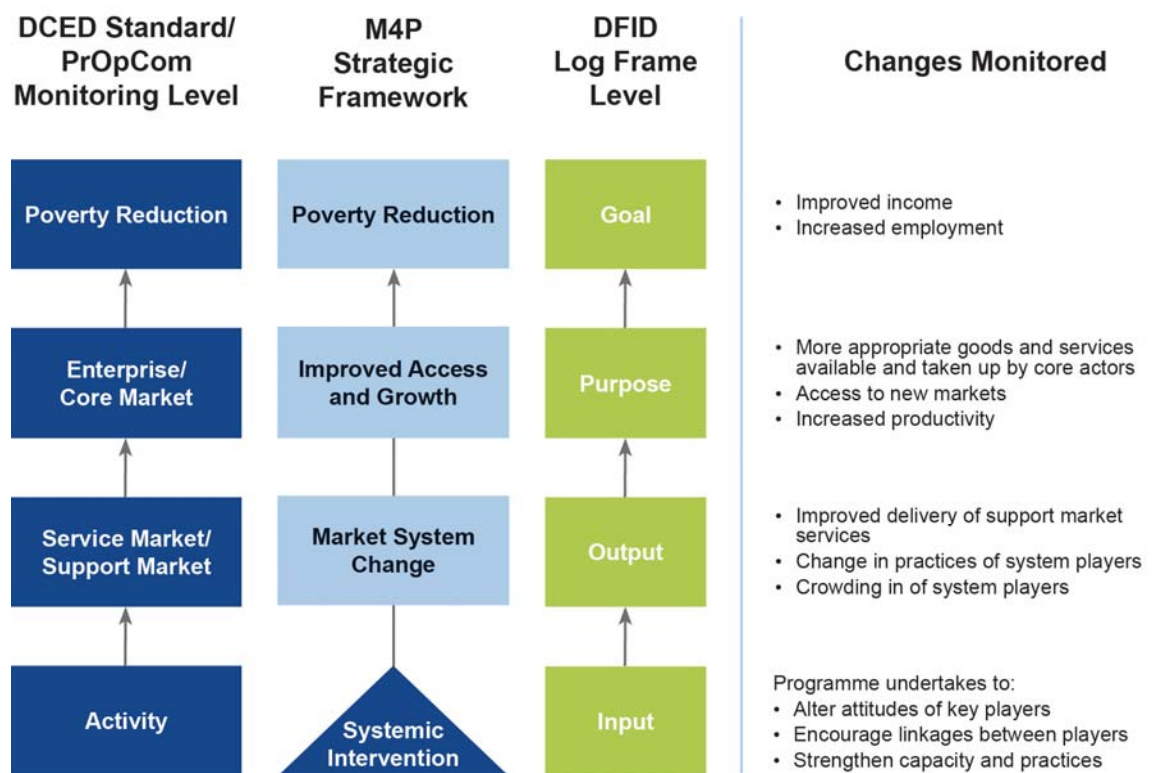 DCED Standard/
PrOpCom
Monitoring Level
M4P
Strategic
Framework
DFID
Log Frame
Level
Changes Monitored
Poverty Reduction
Poverty Reduction
Goal
• Improved income
• Increased employment
Enterprise/
Core Market
Improved Access
and Growth
Purpose
• More appropriate goods and services
available and taken up by core actors
• Access to new markets
• Increased productivity
Service Market/
Support Market
Market System
Change
Output
• Improved delivery of support market
services
• Change in practices of system players
• Crowding in of system players
Activity
Systemic
Intervention
Input
Programme undertakes to:
• Alter attitudes of key players
• Encourage linkages between players
• Strengthen capacity and practices